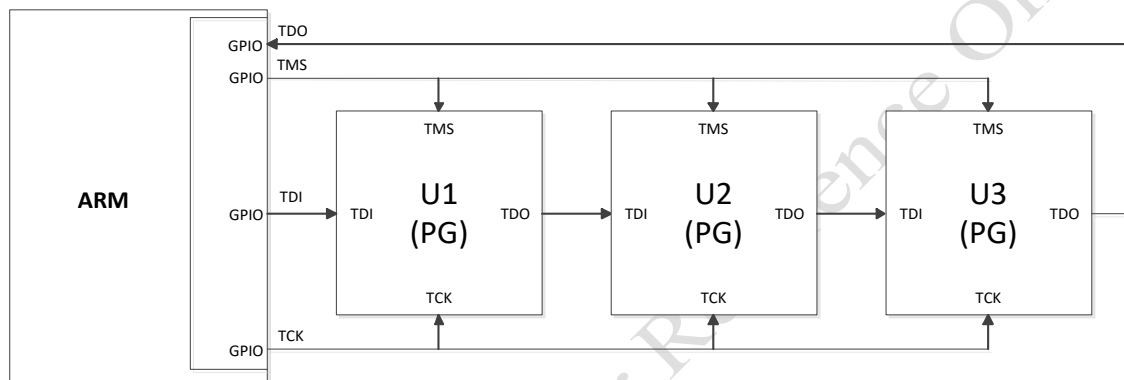 TDO
GPIO
TMS
GPIO
TMS
TMS
TMS
ARM
TDI
GPIO
TDI
U1
(PG)
TDO
TDI
U2
(PG)
TDO
TDI
U3
(PG)
TDO
TCK
TCK
TCK
TCK
GPIO